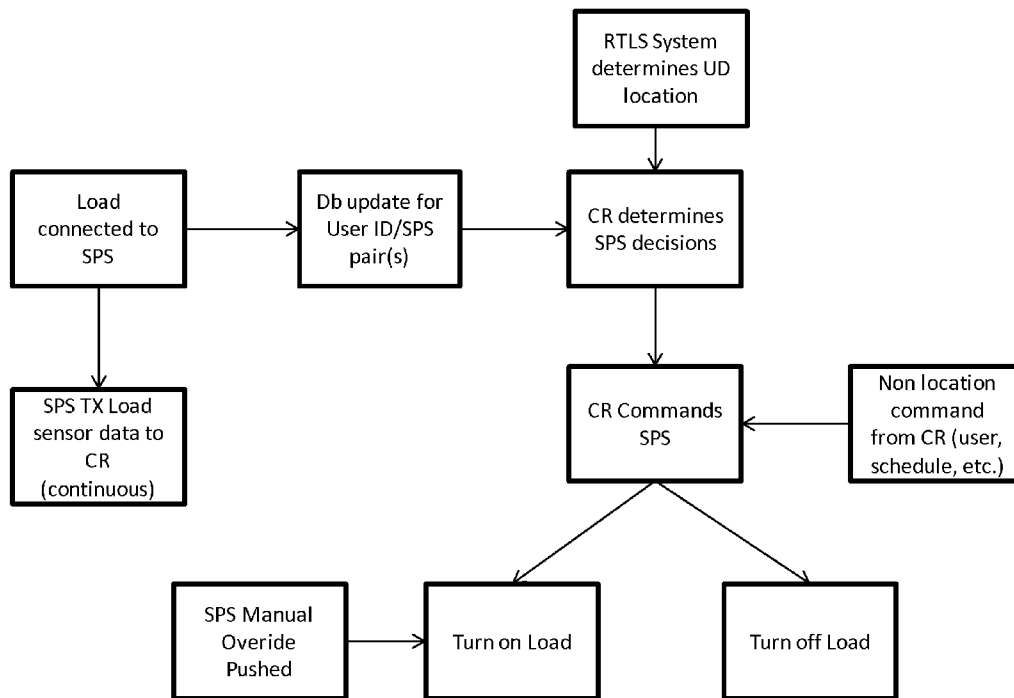 RTLS System
determines UD
location
Load
connected to
SPS
Db update for
User ID/SPS
pair(s)
CR determines
SPS decisions
SPS TX Load
sensor data to
CR
(continuous)
CR Commands
SPS
Non location
command
from CR (user,
schedule, etc.)
SPS Manual
Overide
Pushed
Turn on Load
Turn off Load